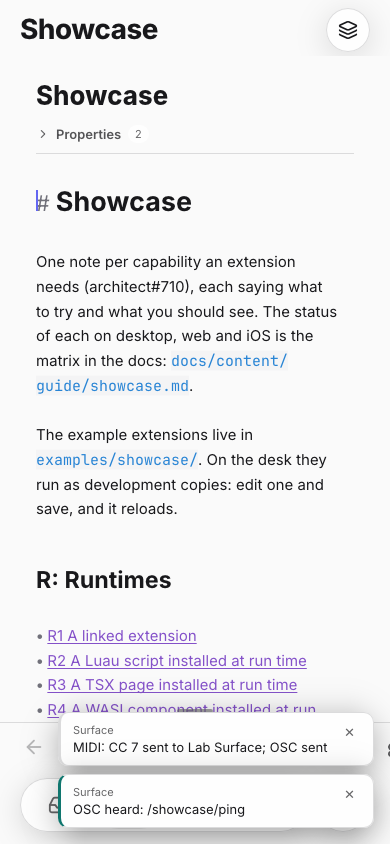 Showcase
Showcase
Properties 2
# Showcase
One note per capability an extension
needs (architect#710), each saying what
to try and what you should see. The status
of each on desktop, web and iOS is the
matrix in the docs: docs/content/
guide/showcase.md.
The example extensions live in
examples/showcase/. On the desk they
run as development copies: edit one and
save, and it reloads.
R: Runtimes
• R1 A linked extension
• R2 A Luau script installed at run time
• R3 A TSX page installed at run time
• R4 A WASI component installed at run
Surface
MIDI: CC 7 sent to Lab Surface; OSC sent
Surface
OSC heard: /showcase/ping